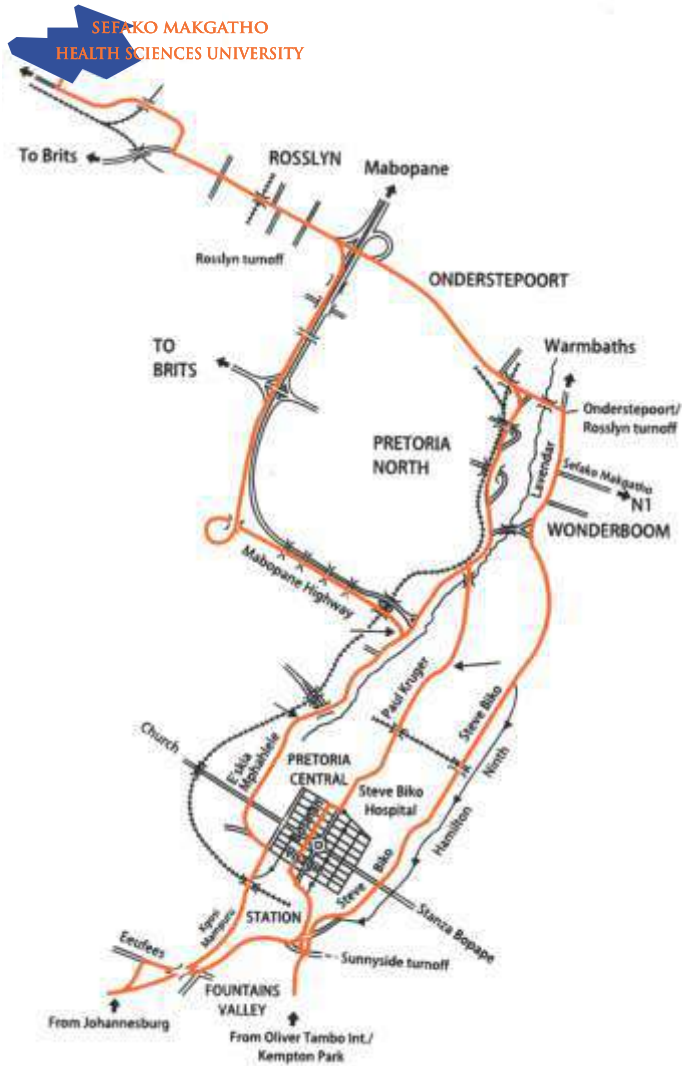 SEFAKO MAKGATHO
HEALTH SCIENCES UNIVERSITY
To Brits
ROSSLYN
Mabopane
Rosslyn turnoff
ONDERSTEPOORT
TO
BRITS
Warmbaths
Onderstepoort/
Rosslyn turnoff
PRETORIA
NORTH
Lavendar
Sefako Makgatho
N1
WONDERBOOM
Mabopane Highway
Paul Kruger
Steve Biko
Church
E'skia
Mphahlele
PRETORIA
CENTRAL
Steve Biko
Hospital
Ninth
Hamilton
Steve Biko
Stanza Bopape
STATION
Kgosi
Mampuru
Eeufees
Sunnyside turnoff
FOUNTAINS
VALLEY
From Johannesburg
From Oliver Tambo Int./
Kempton Park